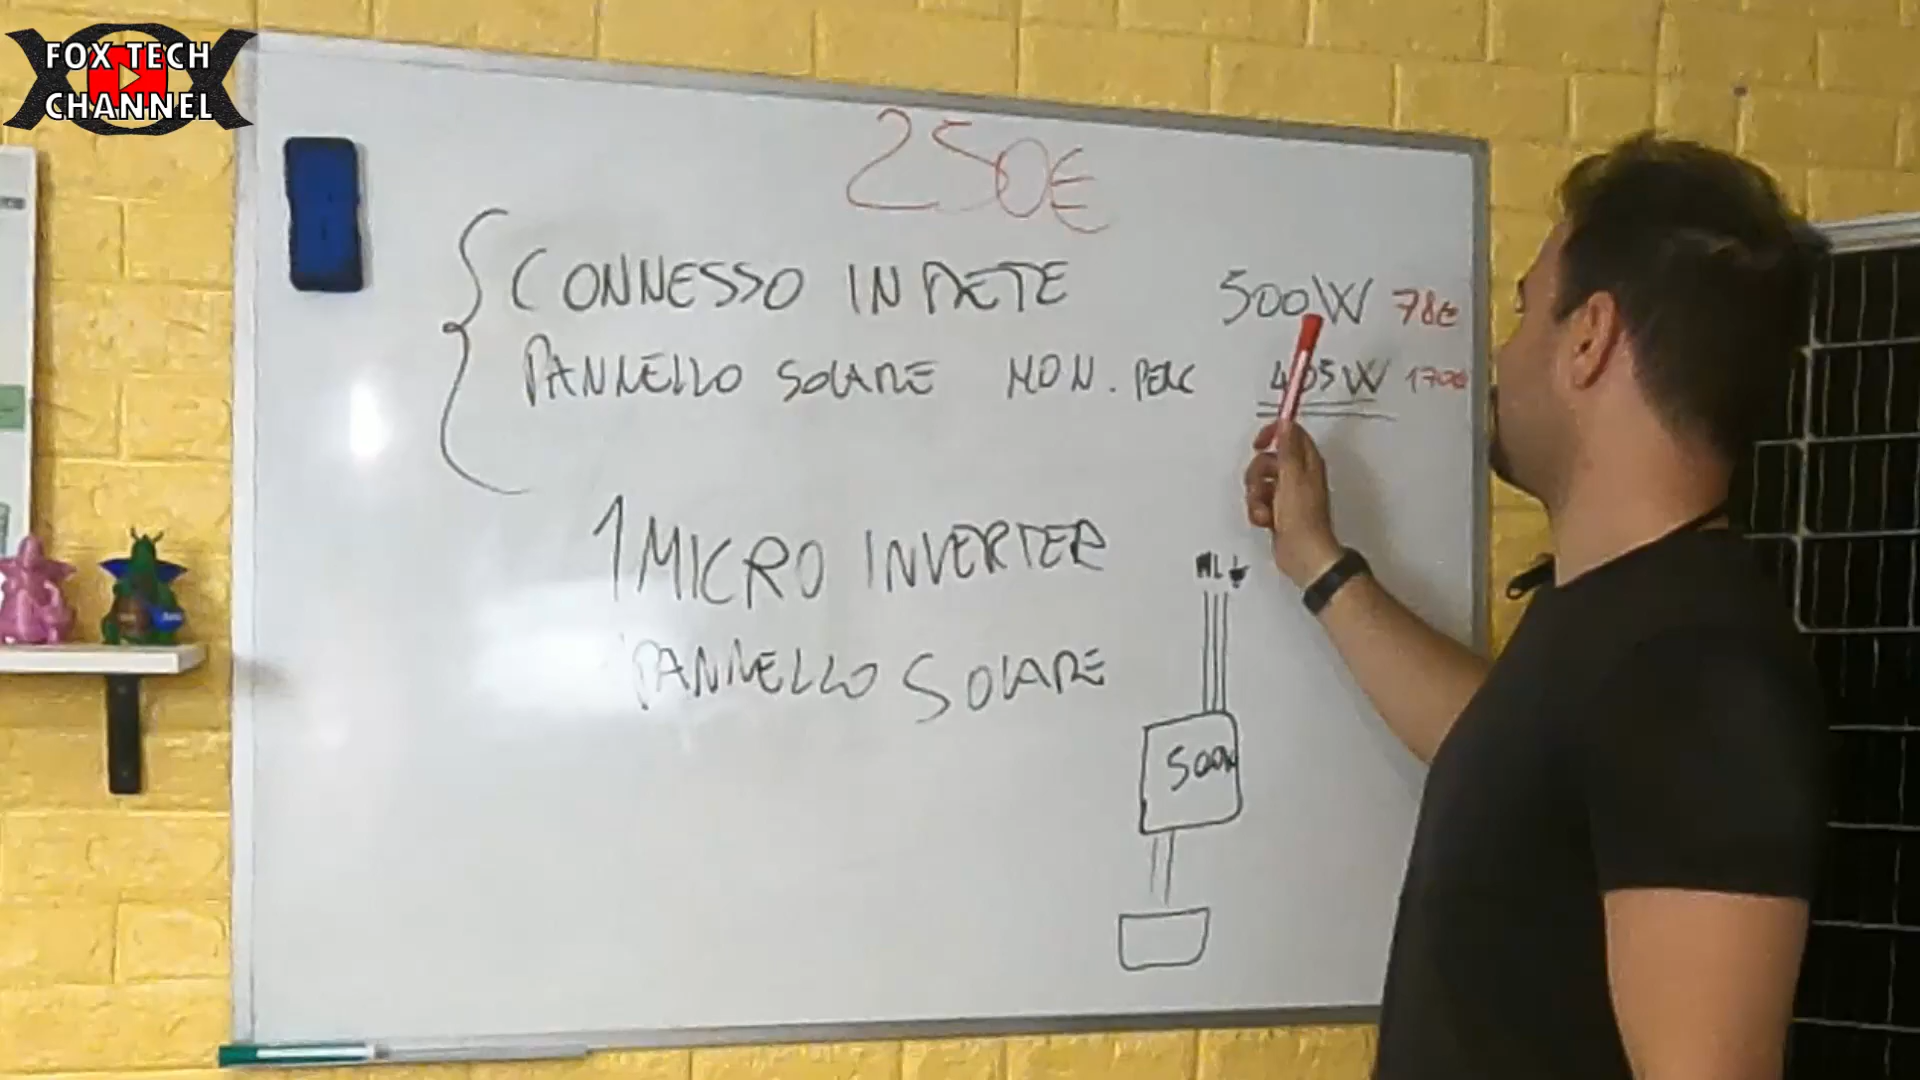 FOX TECH
CHANNEL
250€
CONNESSO IN RETE 500W 78€
PANNELLO SOLARE MON. PERC 405W 170€
1 MICRO INVERTER
PANNELLO SOLARE
N L
500W